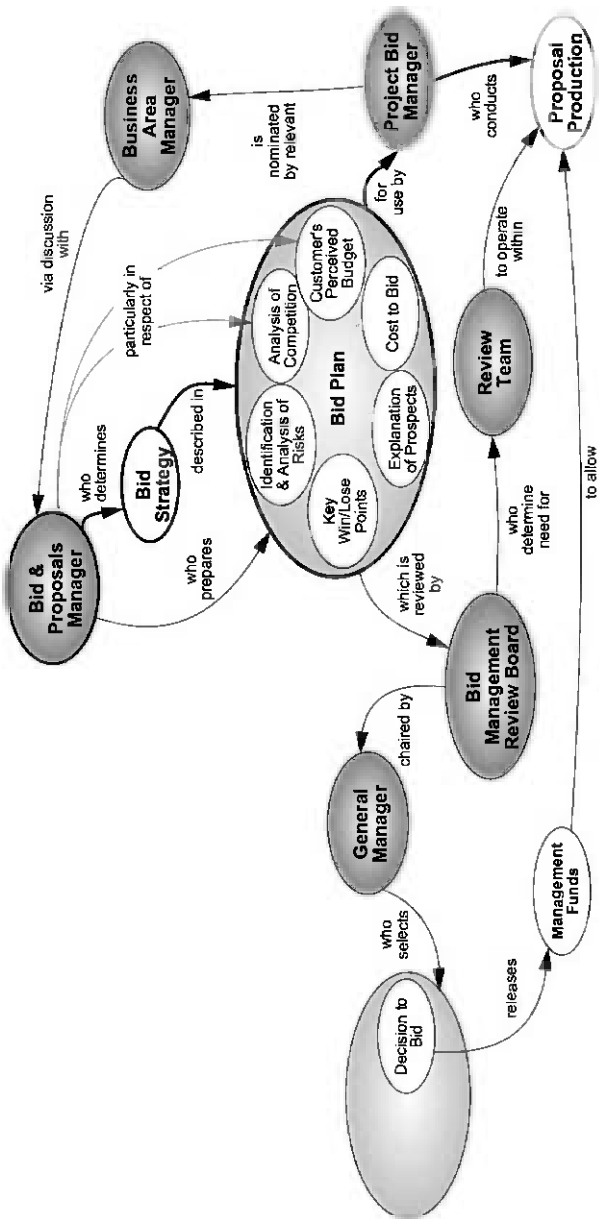 Bid &
Proposals
Manager
via discussion
with
Business
Area
Manager
who
determines
particularly in
respect of
Bid
Strategy
who
prepares
described in
is
nominated
by relevant
Identification
& Analysis of
Risks
Analysis of
Competition
Customer's
Perceived
Budget
Key
Win/Lose
Points
Bid Plan
Explanation
of Prospects
Cost to Bid
for
use by
Project Bid
Manager
which is
reviewed
by
General
Manager
chaired by
who
selects
Bid
Management
Review Board
who
determine
need for
Review
Team
to operate
within
who
conducts
Proposal
Production
Decision to
Bid
releases
Management
Funds
to allow